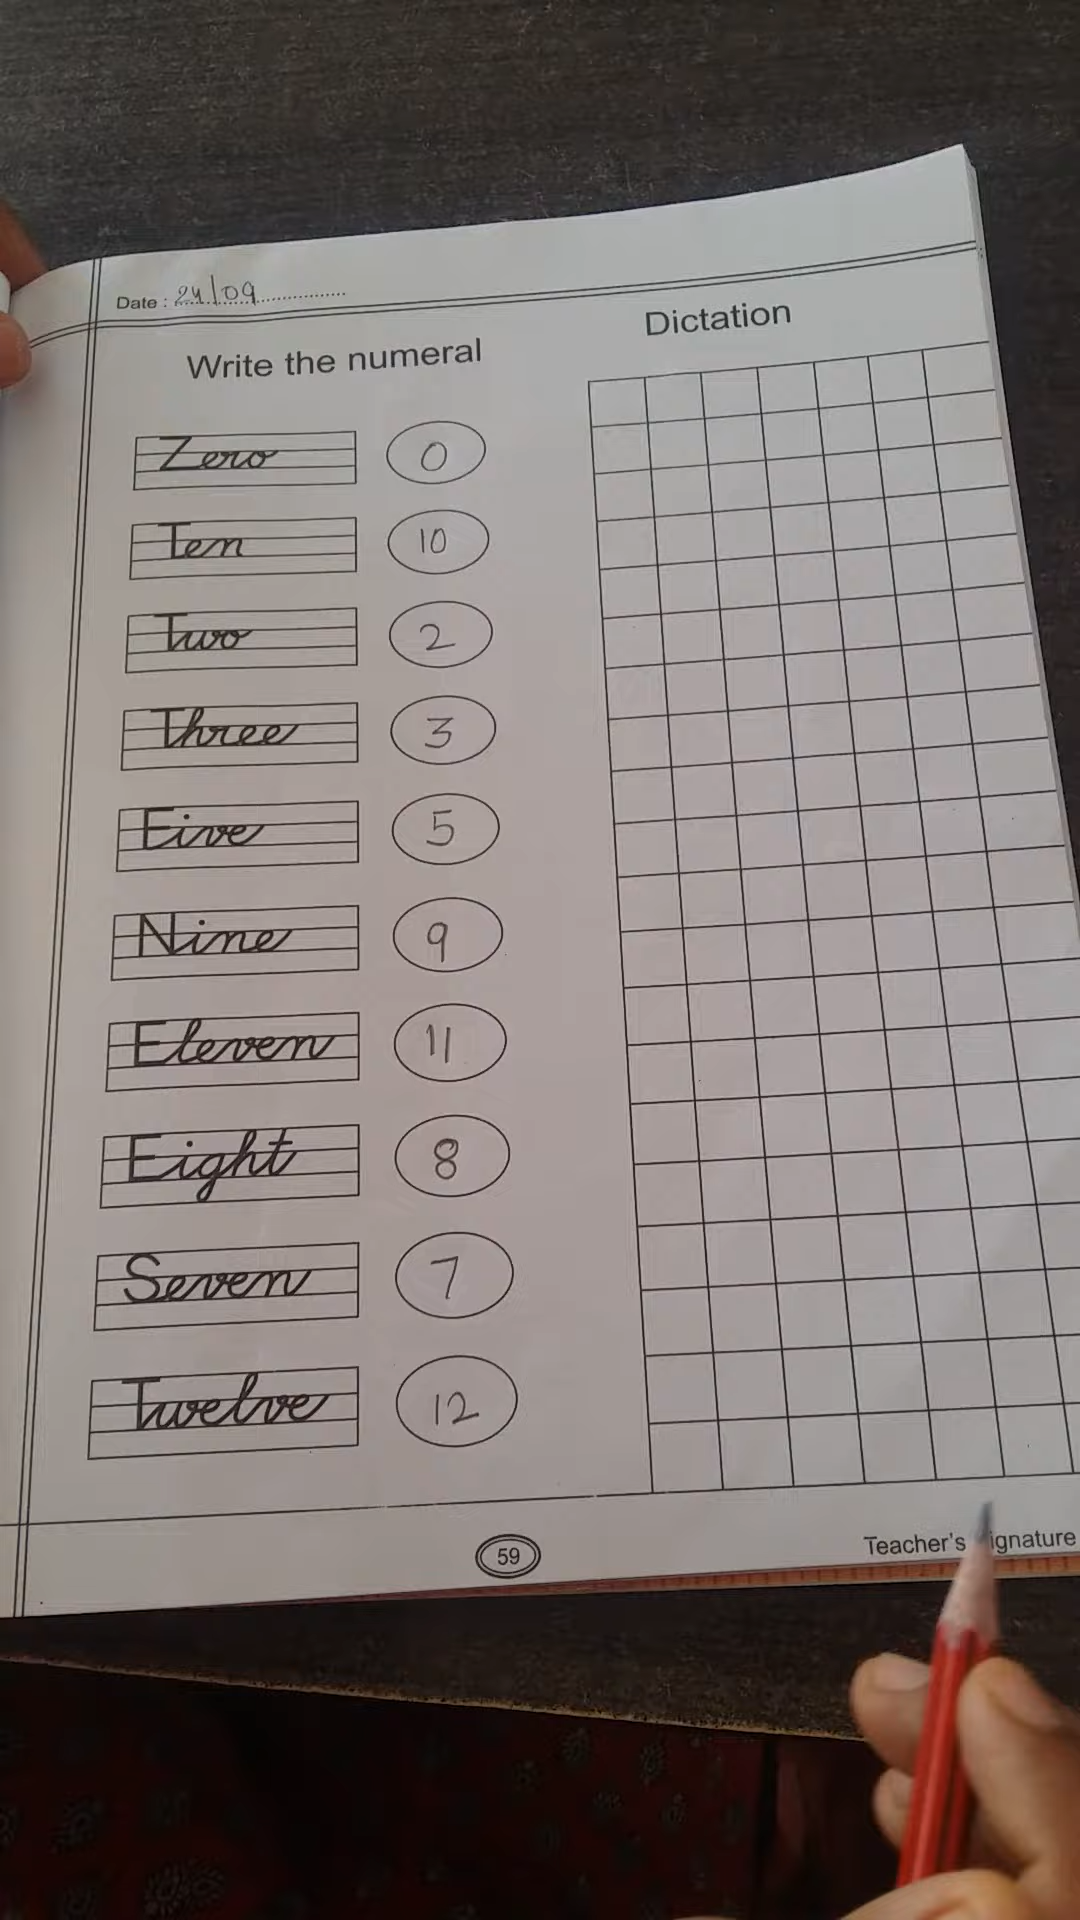 Date : 24/09
Write the numeral
Dictation
Zero 0
Ten 10
Two 2
Three 3
Five 5
Nine 9
Eleven 11
Eight 8
Seven 7
Twelve 12
59
Teacher's ignature